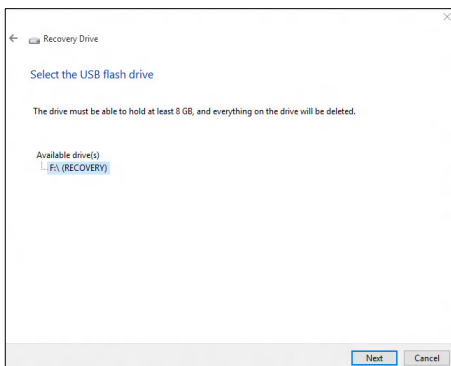 Recovery Drive
Select the USB flash drive
The drive must be able to hold at least 8 GB, and everything on the drive will be deleted.
Available drive(s)
F:\ (RECOVERY)
Next Cancel